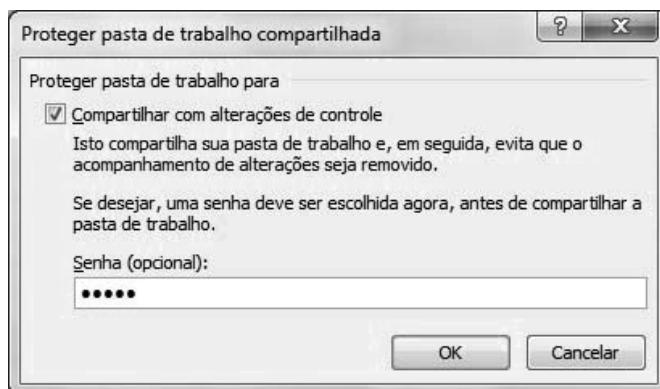 Proteger pasta de trabalho compartilhada
Proteger pasta de trabalho para
Compartilhar com alterações de controle
Isto compartilha sua pasta de trabalho e, em seguida, evita que o
acompanhamento de alterações seja removido.
Se desejar, uma senha deve ser escolhida agora, antes de compartilhar a
pasta de trabalho.
Senha (opcional):
•••••
OK Cancelar